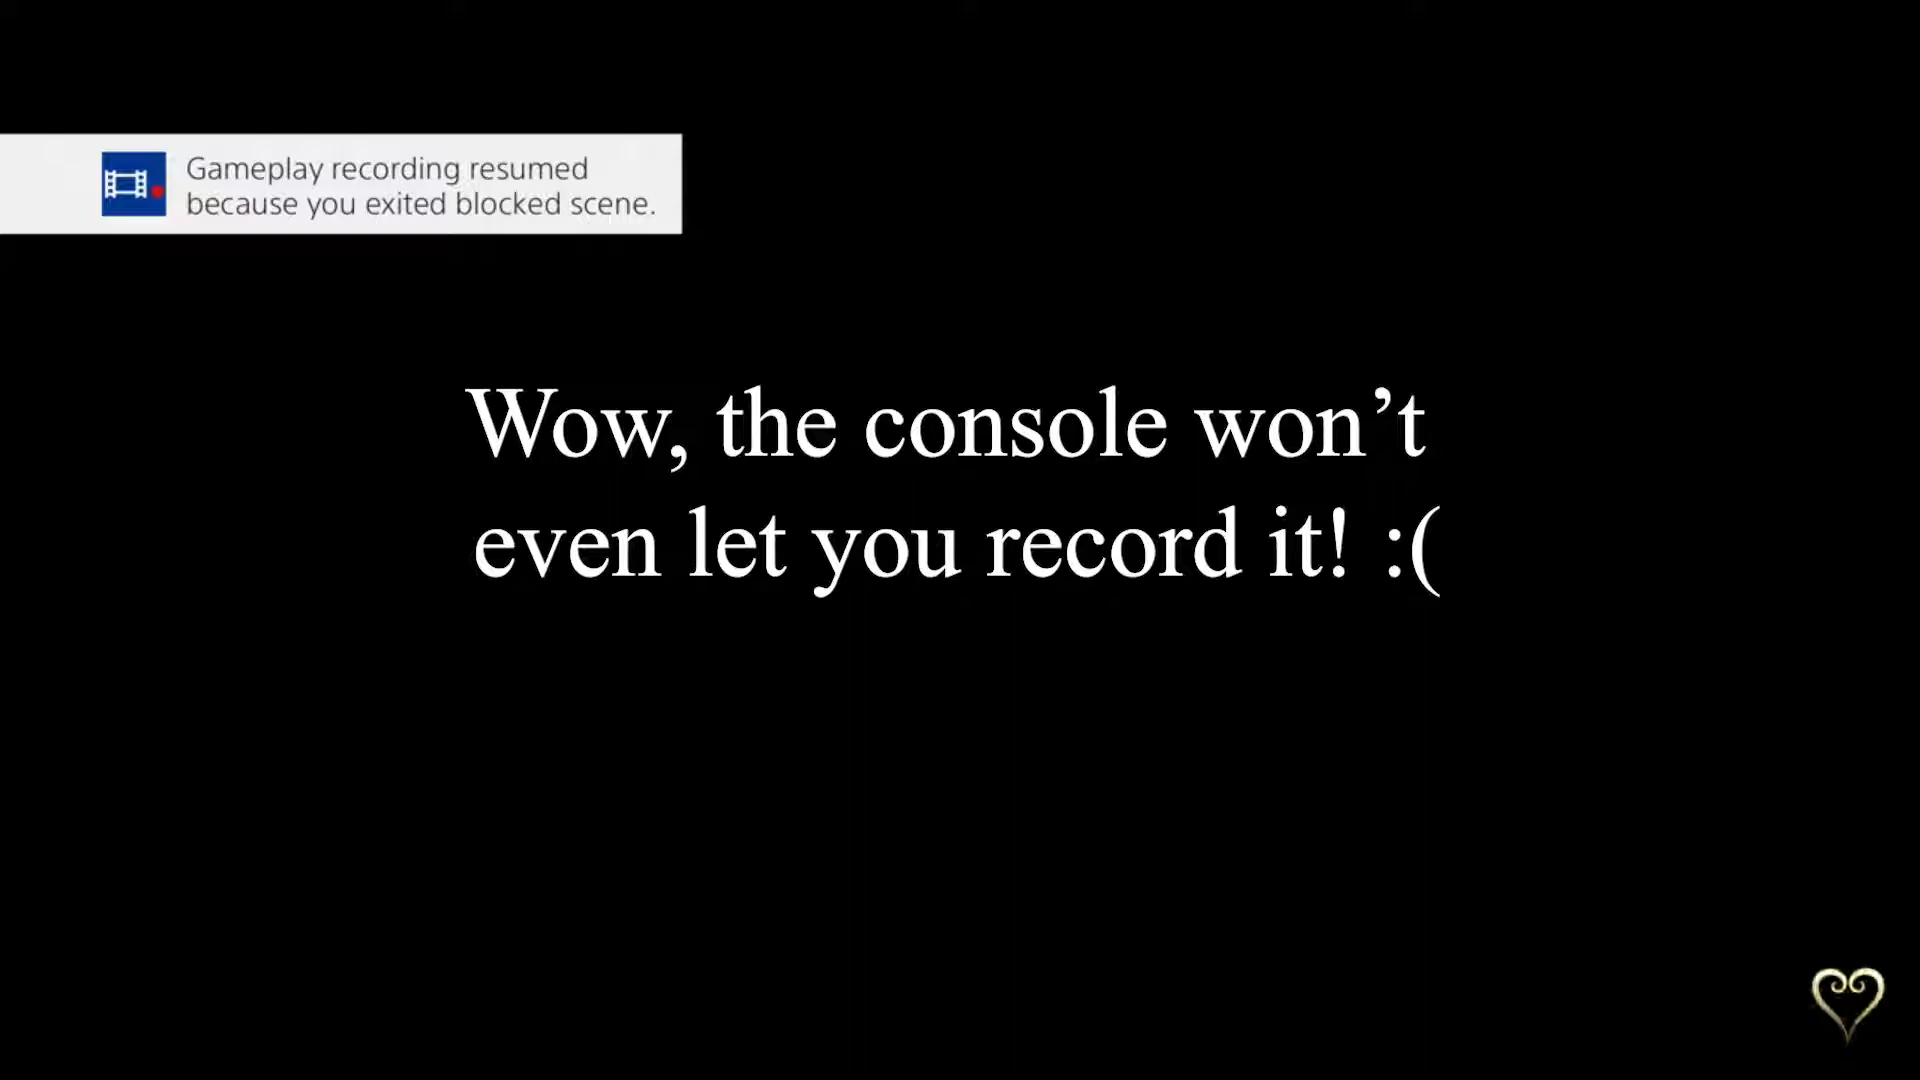 Gameplay recording resumed
because you exited blocked scene.
Wow, the console won’t
even let you record it! :(